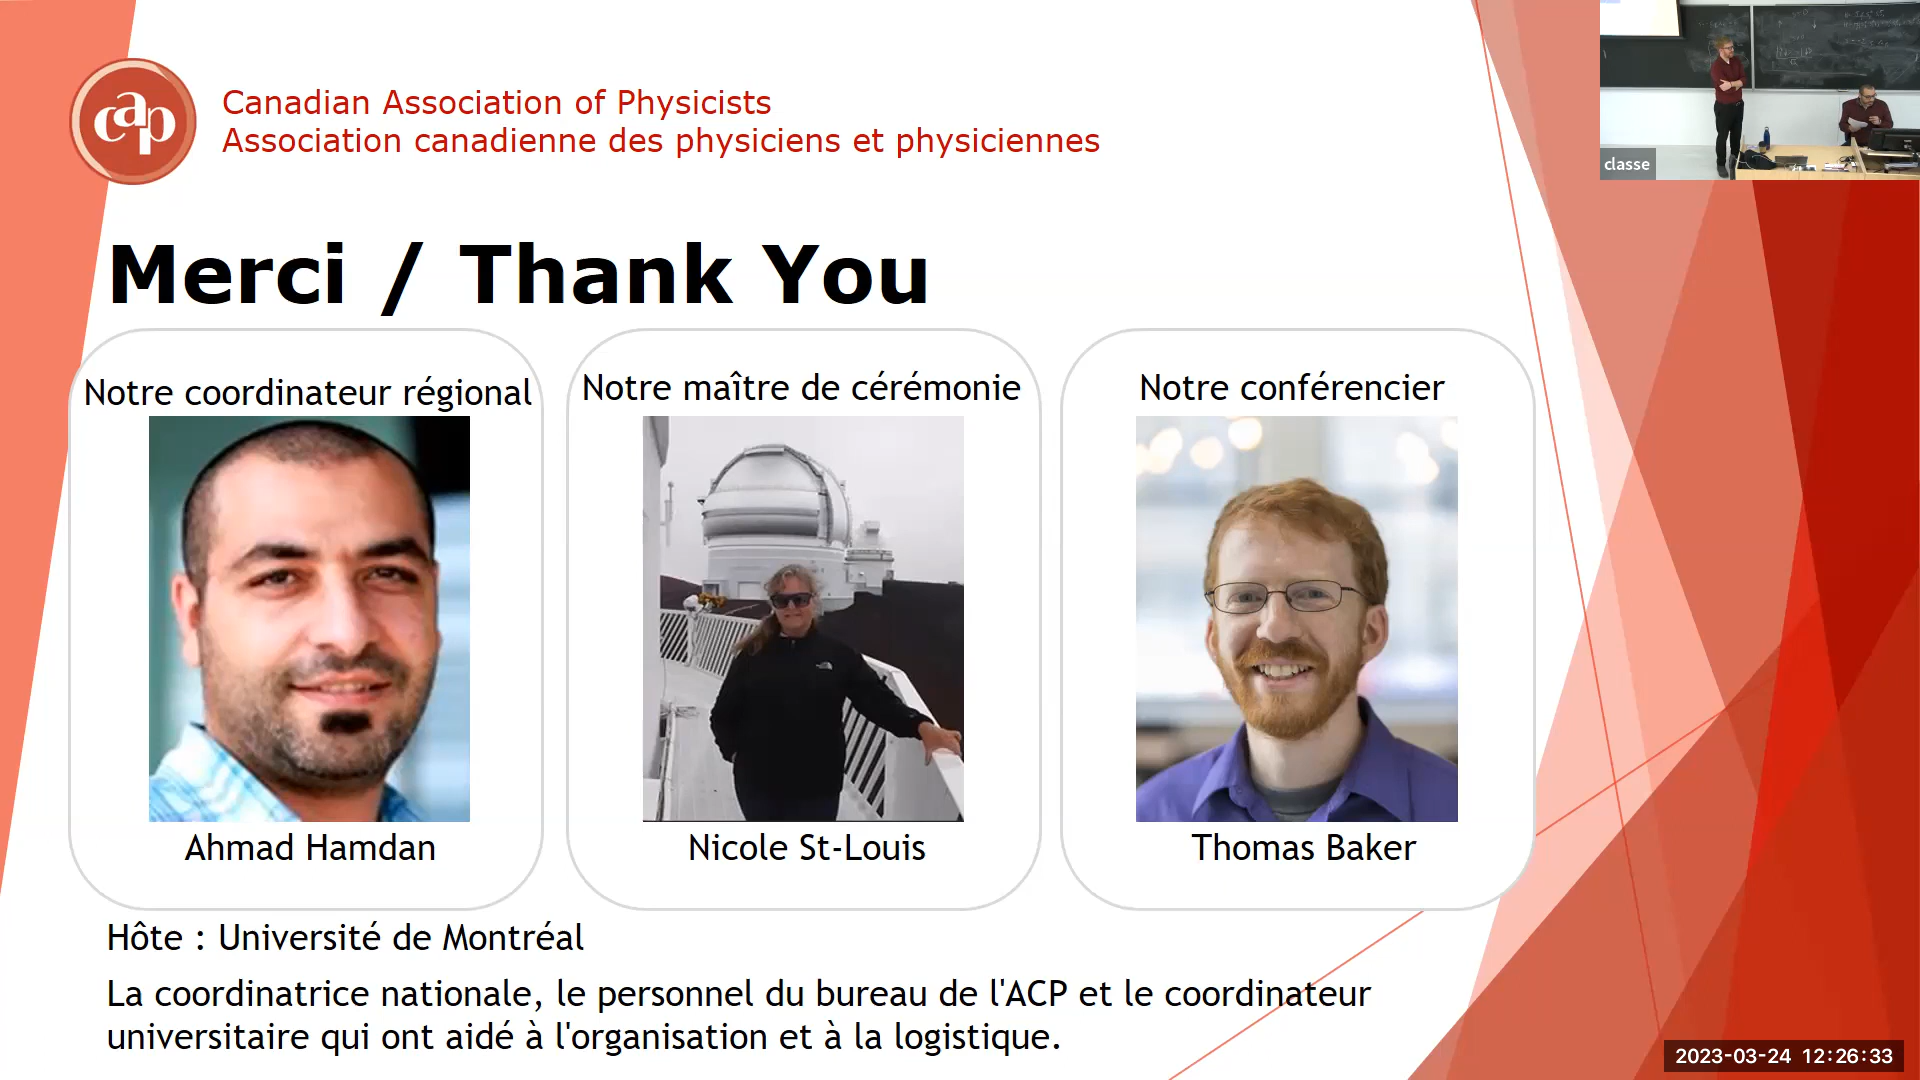 cap
Canadian Association of Physicists
Association canadienne des physiciens et physiciennes
classe
Merci / Thank You
Notre coordinateur régional
Notre maître de cérémonie
Notre conférencier
Ahmad Hamdan
Nicole St-Louis
Thomas Baker
Hôte : Université de Montréal
La coordinatrice nationale, le personnel du bureau de l'ACP et le coordinateur
universitaire qui ont aidé à l'organisation et à la logistique.
2023-03-24 12:26:33